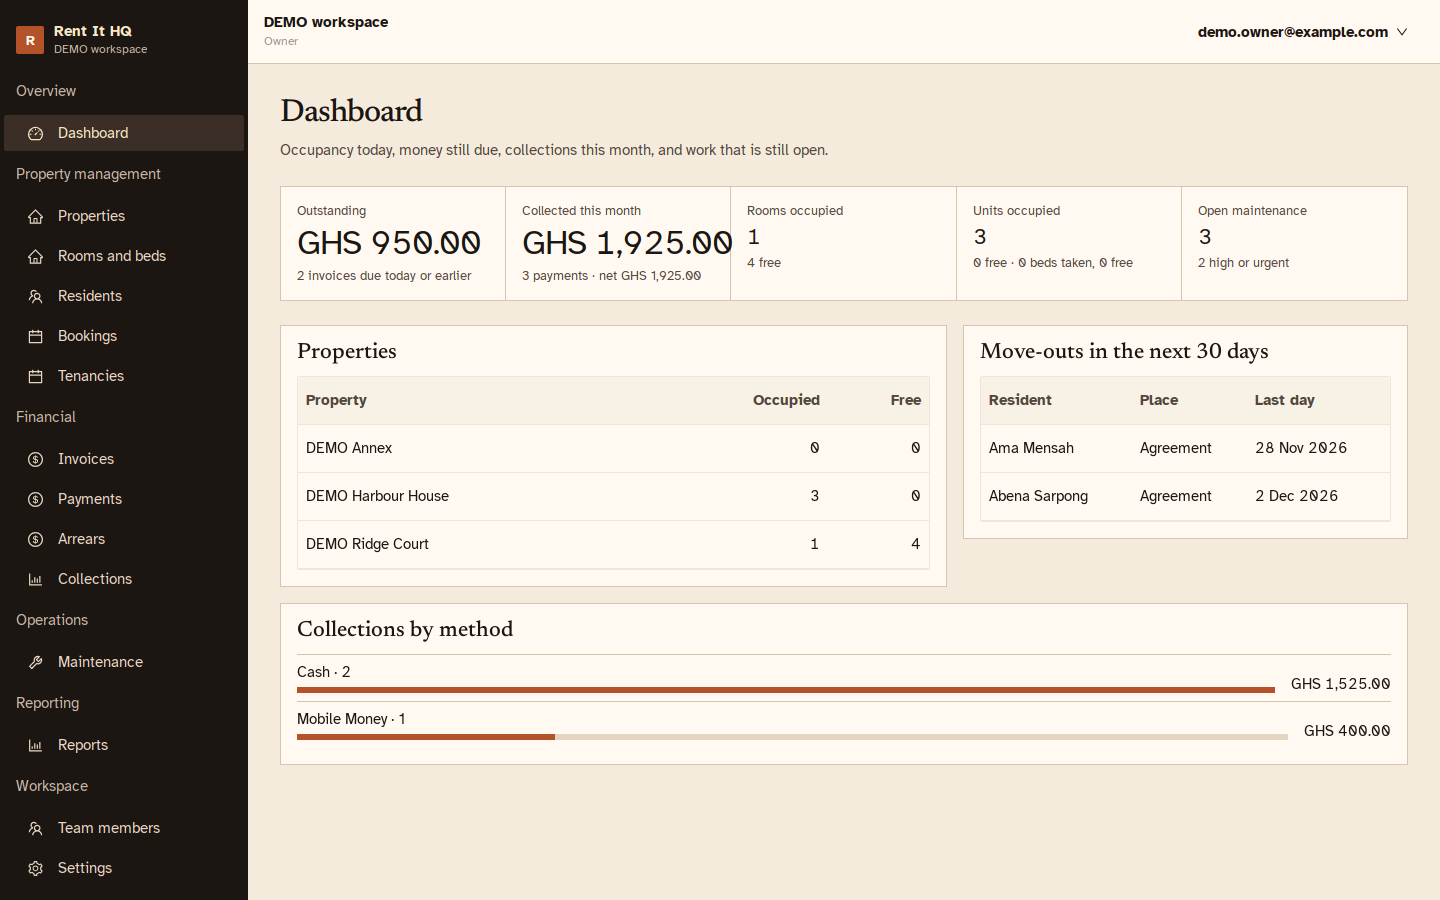 R
Rent It HQ
DEMO workspace
Overview
Dashboard
Property management
Properties
Rooms and beds
Residents
Bookings
Tenancies
Financial
Invoices
Payments
Arrears
Collections
Operations
Maintenance
Reporting
Reports
Workspace
Team members
Settings
DEMO workspace
Owner
demo.owner@example.com
Dashboard
Occupancy today, money still due, collections this month, and work that is still open.
Outstanding
GHS 950.00
2 invoices due today or earlier
Collected this month
GHS 1,925.00
3 payments · net GHS 1,925.00
Rooms occupied
1
4 free
Units occupied
3
0 free · 0 beds taken, 0 free
Open maintenance
3
2 high or urgent
Properties
Property Occupied Free
DEMO Annex 0 0
DEMO Harbour House 3 0
DEMO Ridge Court 1 4
Move-outs in the next 30 days
Resident Place Last day
Ama Mensah Agreement 28 Nov 2026
Abena Sarpong Agreement 2 Dec 2026
Collections by method
Cash · 2
GHS 1,525.00
Mobile Money · 1
GHS 400.00